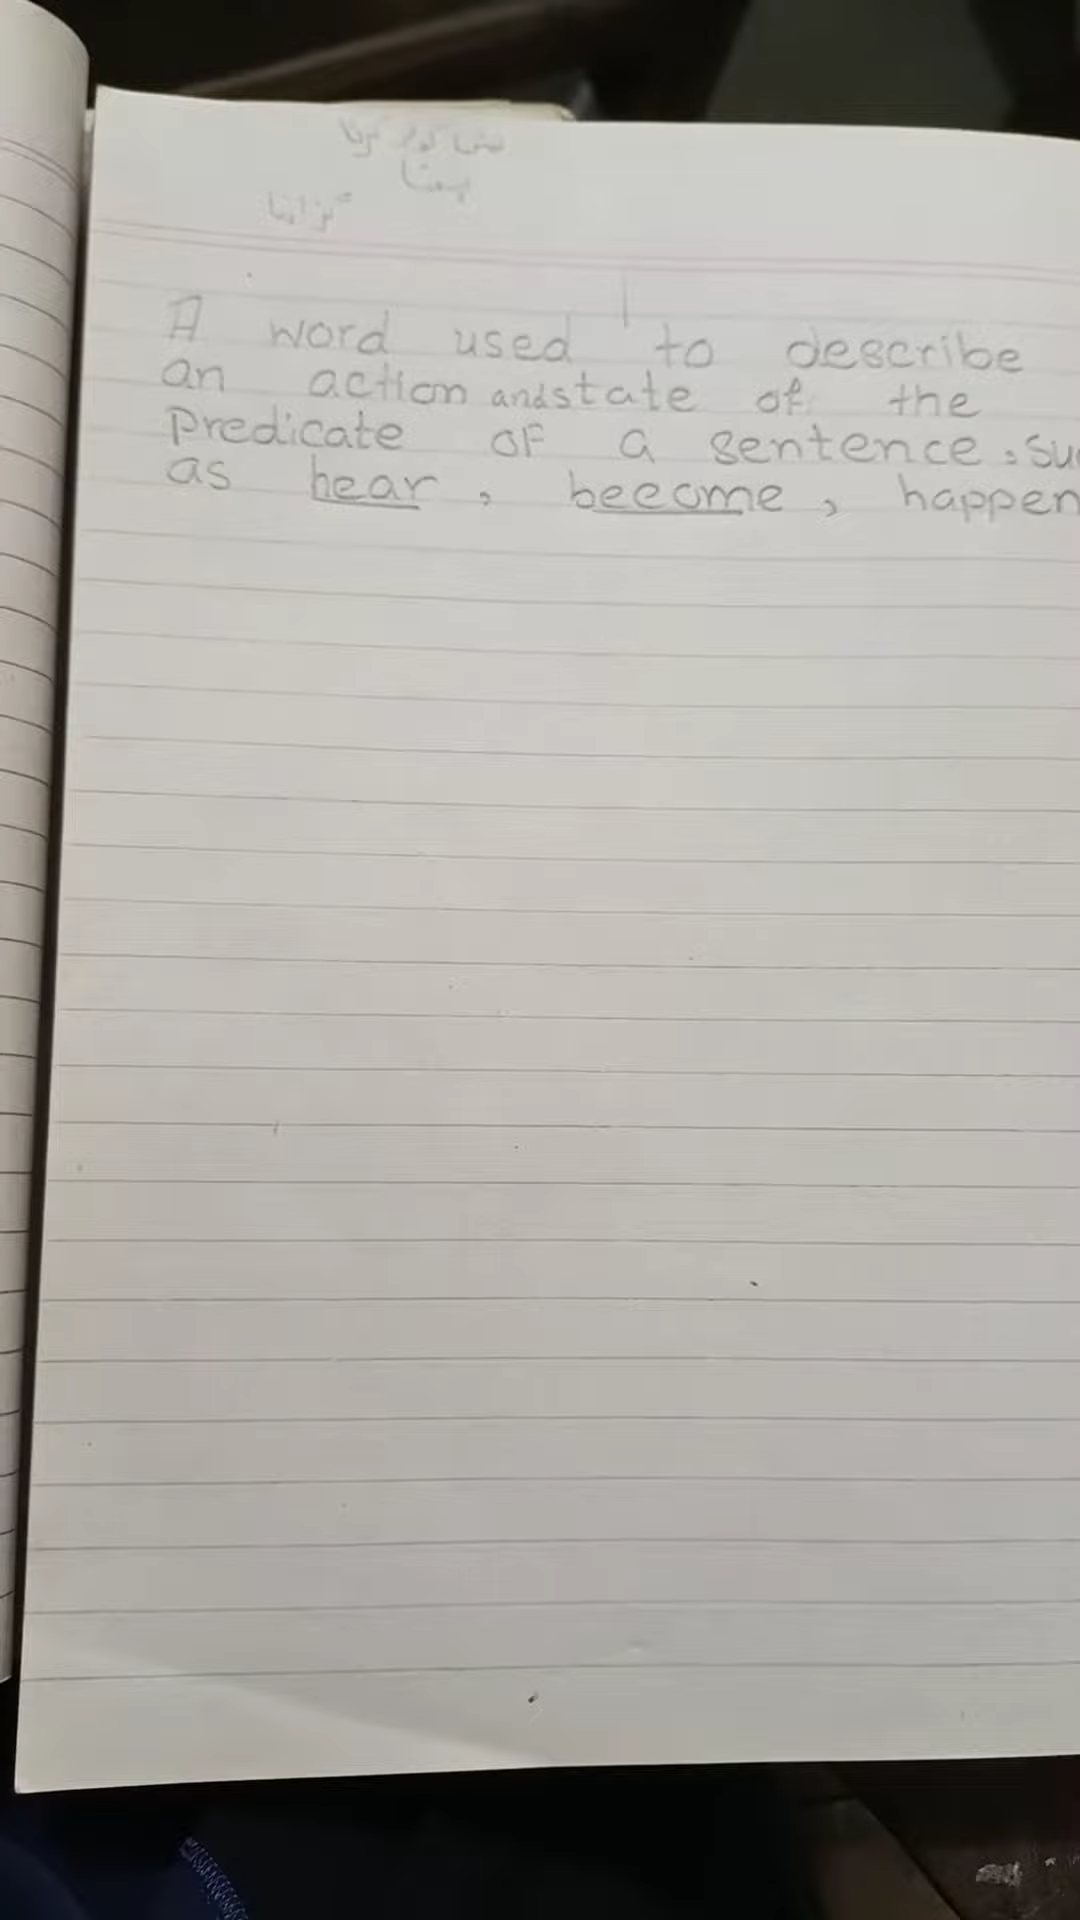 A word used to describe
an action and state of the
predicate of a sentence, su
as hear, become, happen